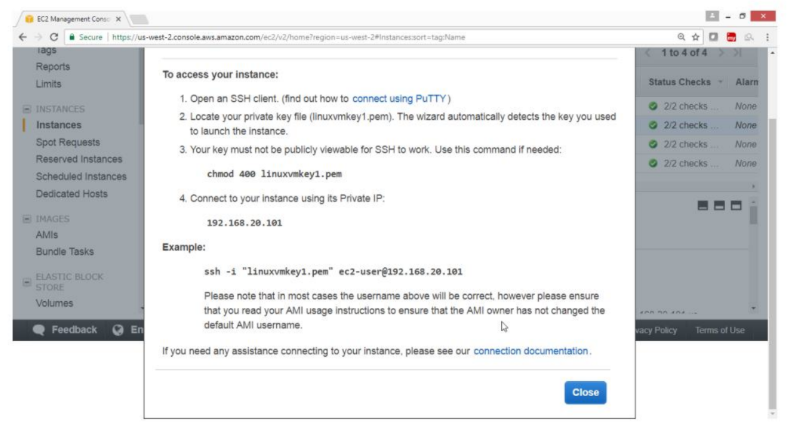 EC2 Management Conso
Secure | https://us-west-2.console.aws.amazon.com/ec2/v2/home?region=us-west-2#Instances:sort=tag:Name
Tags
Reports
Limits
INSTANCES
Instances
Spot Requests
Reserved Instances
Scheduled Instances
Dedicated Hosts
IMAGES
AMIs
Bundle Tasks
ELASTIC BLOCK
STORE
Volumes
Feedback En
To access your instance:
1. Open an SSH client. (find out how to connect using PuTTY)
2. Locate your private key file (linuxvmkey1.pem). The wizard automatically detects the key you used
to launch the instance.
3. Your key must not be publicly viewable for SSH to work. Use this command if needed:
chmod 400 linuxvmkey1.pem
4. Connect to your instance using its Private IP:
192.168.20.101
Example:
ssh -i "linuxvmkey1.pem" ec2-user@192.168.20.101
Please note that in most cases the username above will be correct, however please ensure
that you read your AMI usage instructions to ensure that the AMI owner has not changed the
default AMI username.
If you need any assistance connecting to your instance, please see our connection documentation.
Close
1 to 4 of 4
Status Checks Alarm
2/2 checks ... None
2/2 checks ... None
2/2 checks ... None
2/2 checks ... None
vacy Policy Terms of Use